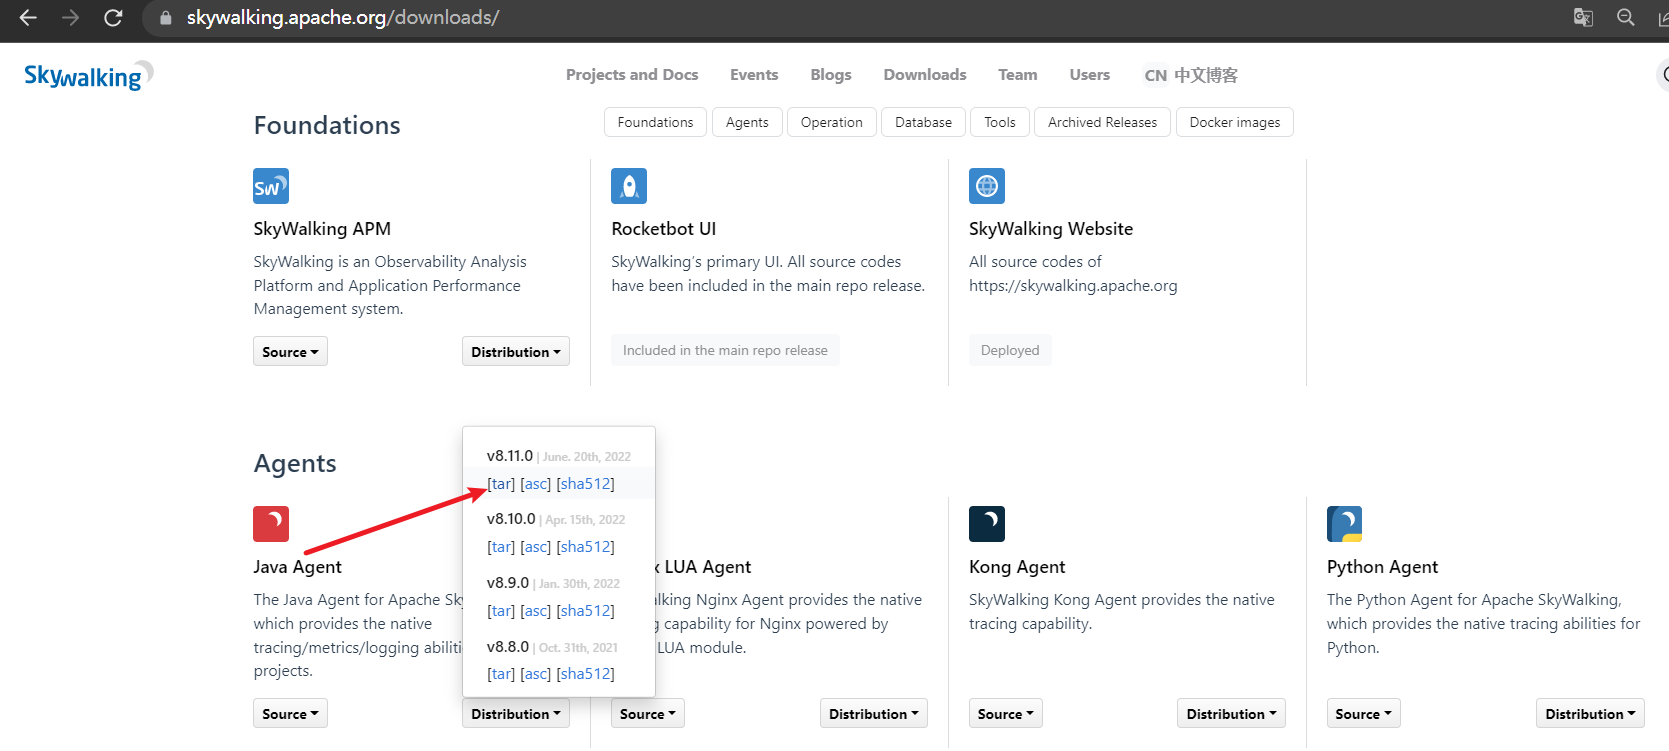 skywalking.apache.org/downloads/
Skywalking
Projects and Docs
Events
Blogs
Downloads
Team
Users
CN 中文博客
Foundations
Foundations
Agents
Operation
Database
Tools
Archived Releases
Docker images
SW
SkyWalking APM
SkyWalking is an Observability Analysis
Platform and Application Performance
Management system.
Source
Distribution
Rocketbot UI
SkyWalking's primary UI. All source codes
have been included in the main repo release.
Included in the main repo release
SkyWalking Website
All source codes of
https://skywalking.apache.org
Deployed
Agents
Java Agent
The Java Agent for Apache
which provides the native
tracing/metrics/logging
projects.
Source
Distribution
v8.11.0 | June. 20th, 2022
[tar] [asc] [sha512]
v8.10.0 | Apr. 15th, 2022
[tar] [asc] [sha512]
v8.9.0 | Jan. 30th, 2022
[tar] [asc] [sha512]
v8.8.0 | Oct. 31th, 2021
[tar] [asc] [sha512]
LUA Agent
Nginx Agent provides the native
capability for Nginx powered by
LUA module.
Source
Distribution
Kong Agent
SkyWalking Kong Agent provides the native
tracing capability.
Source
Distribution
Python Agent
The Python Agent for Apache SkyWalking,
which provides the native tracing abilities for
Python.
Source
Distribution